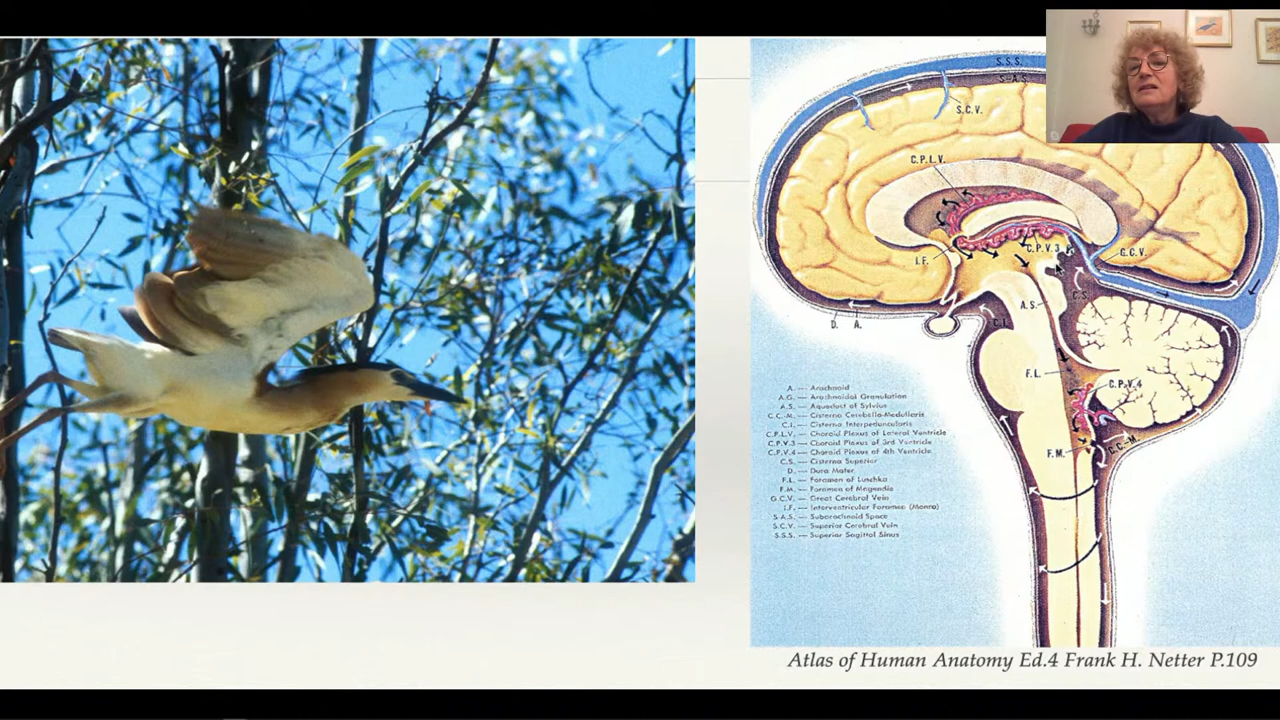 S.S.S.
S.A.S.
S.C.V.
C.P.L.V.
C.P.V.3
I.F.
G.C.V.
C.S.
A.S.
D. A.
C.I.
F.L.
C.P.V.4
F.M.
C.C.-M.
A. — Arachnoid
A.G. — Arachnoidal Granulation
A.S. — Aqueduct of Sylvius
C.C.-M. — Cisterna Cerebello-Medullaris
C.I. — Cisterna Interpeduncularis
C.P.L.V. — Choroid Plexus of Lateral Ventricle
C.P.V.3 — Choroid Plexus of 3rd Ventricle
C.P.V.4 — Choroid Plexus of 4th Ventricle
C.S. — Cisterna Superior
D. — Dura Mater
F.L. — Foramen of Luschka
F.M. — Foramen of Magendie
G.C.V. — Great Cerebral Vein
I.F. — Interventricular Foramen (Monro)
S.A.S. — Subarachnoid Space
S.C.V. — Superior Cerebral Vein
S.S.S. — Superior Sagittal Sinus
Atlas of Human Anatomy Ed.4 Frank H. Netter P.109